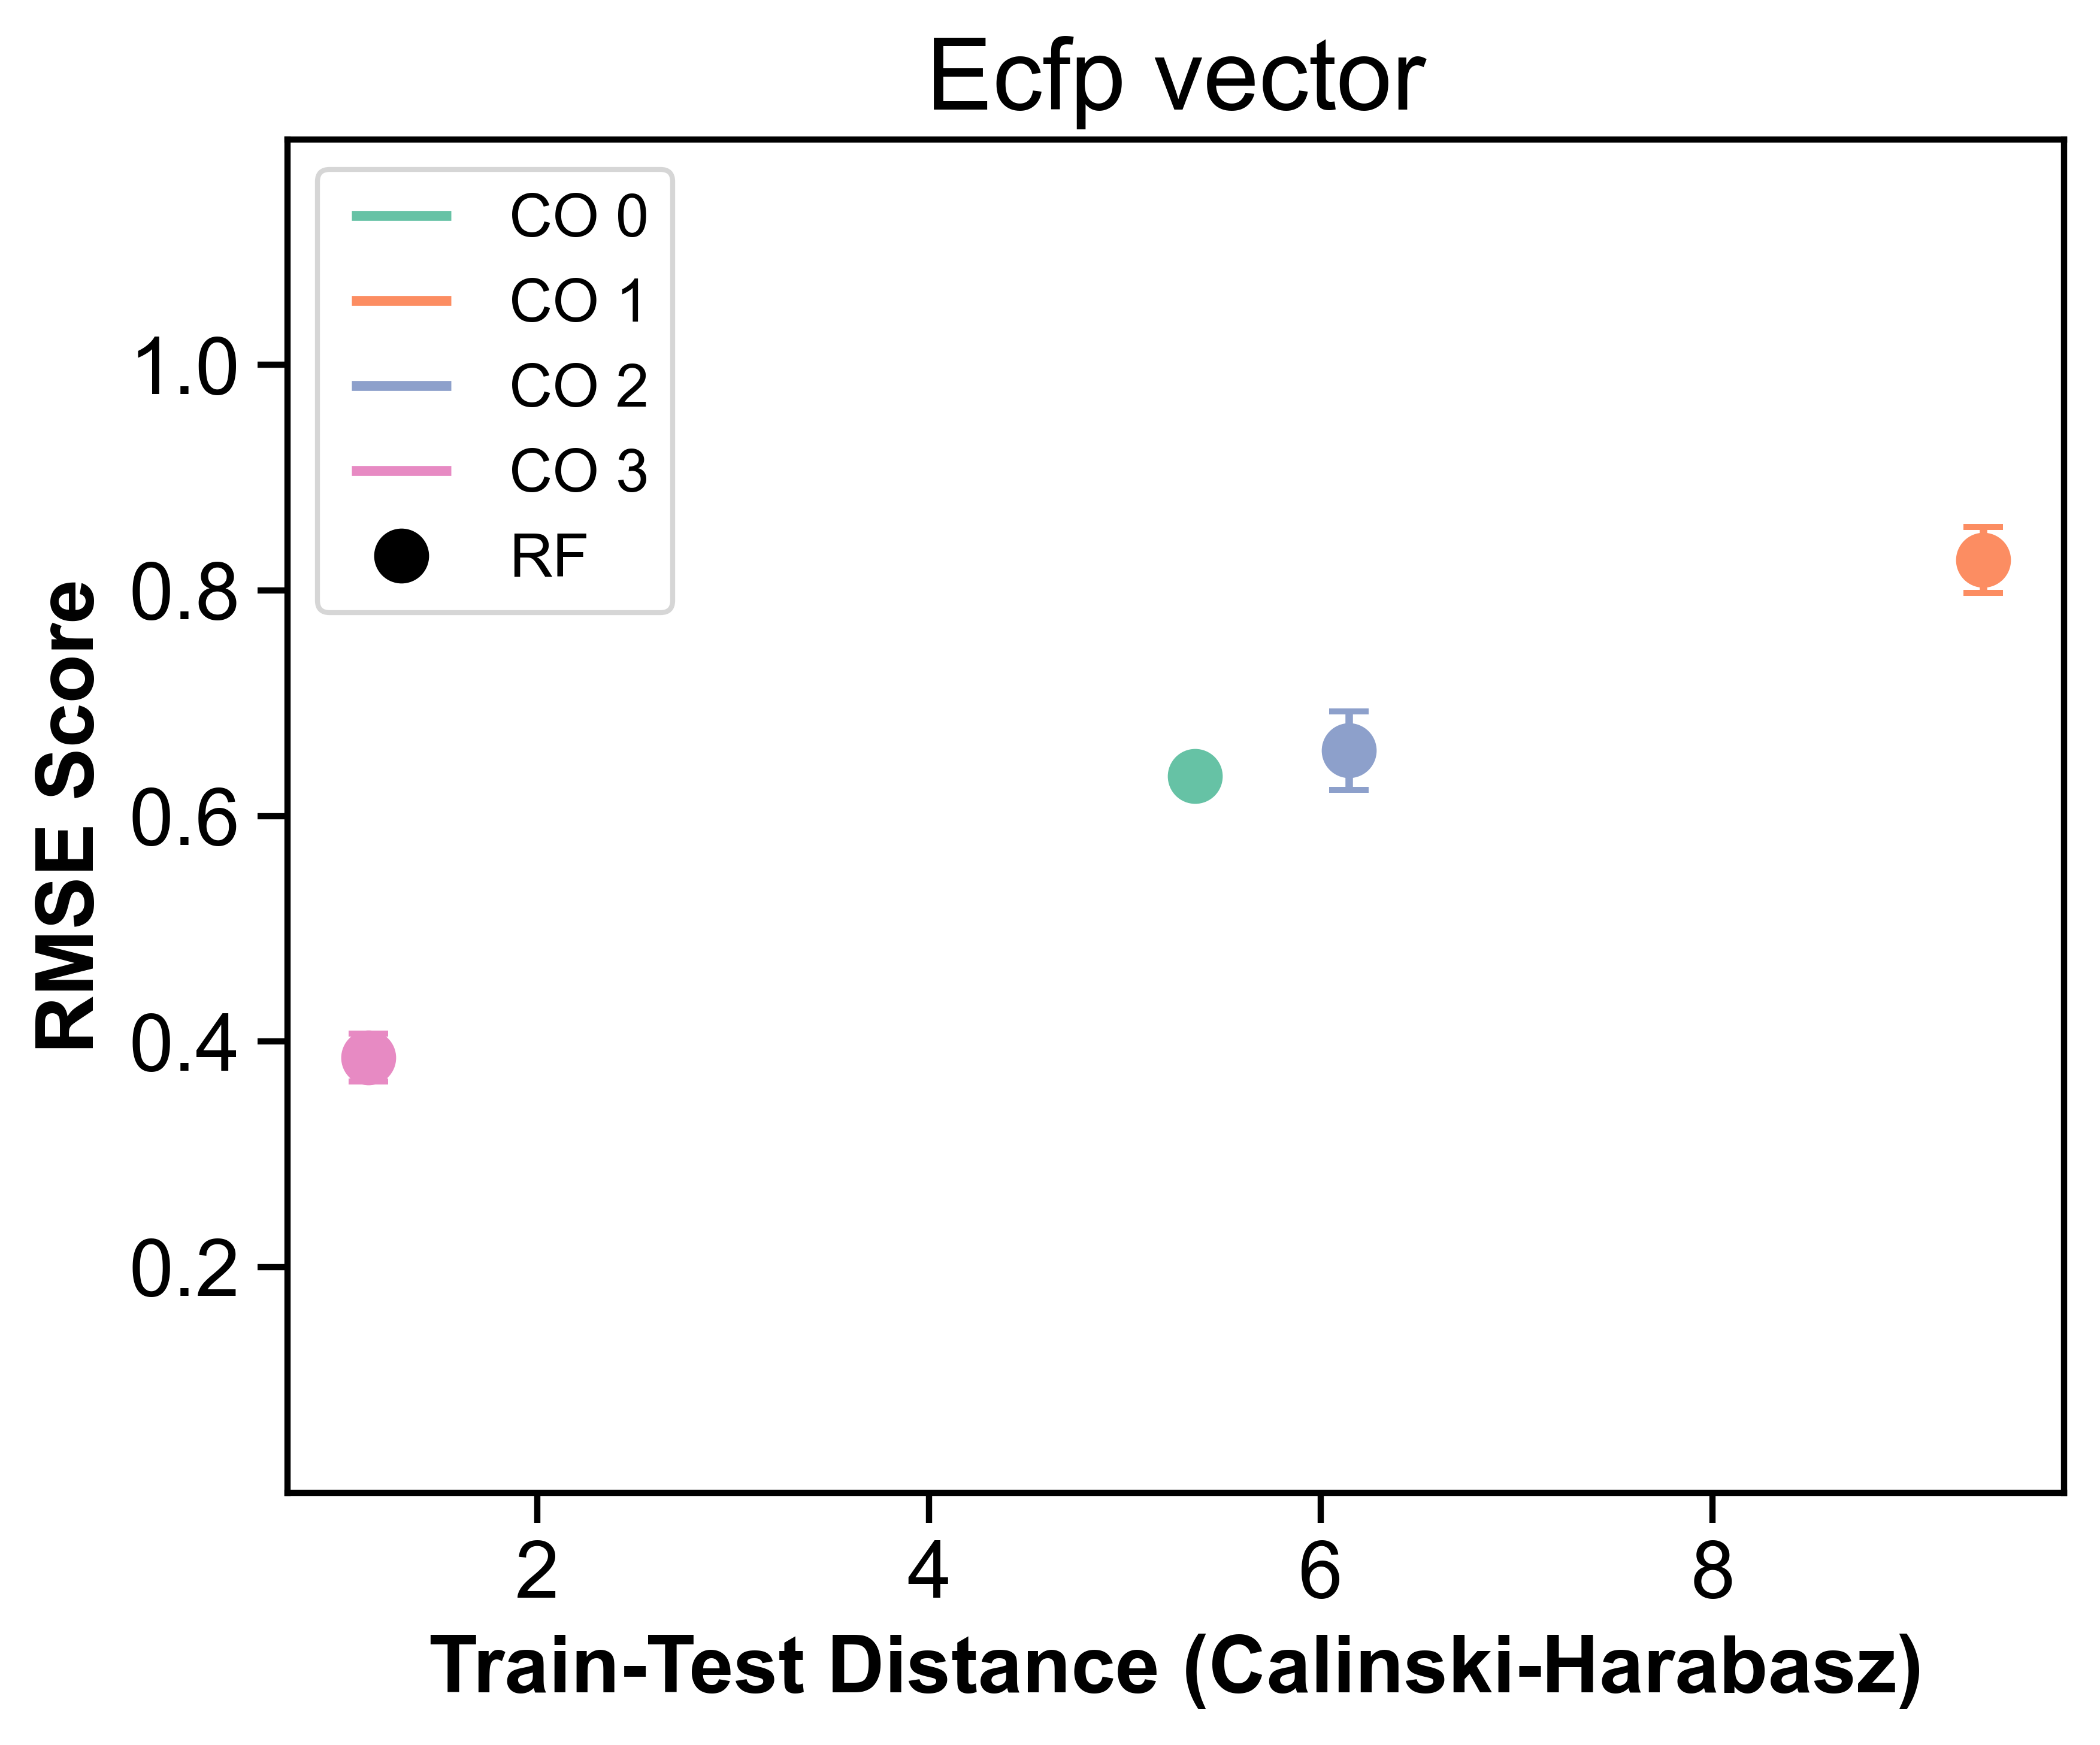 Ecfp vector
CO 0
CO 1
CO 2
CO 3
RF
RMSE Score
1.0
0.8
0.6
0.4
0.2
2 4 6 8
Train-Test Distance (Calinski-Harabasz)